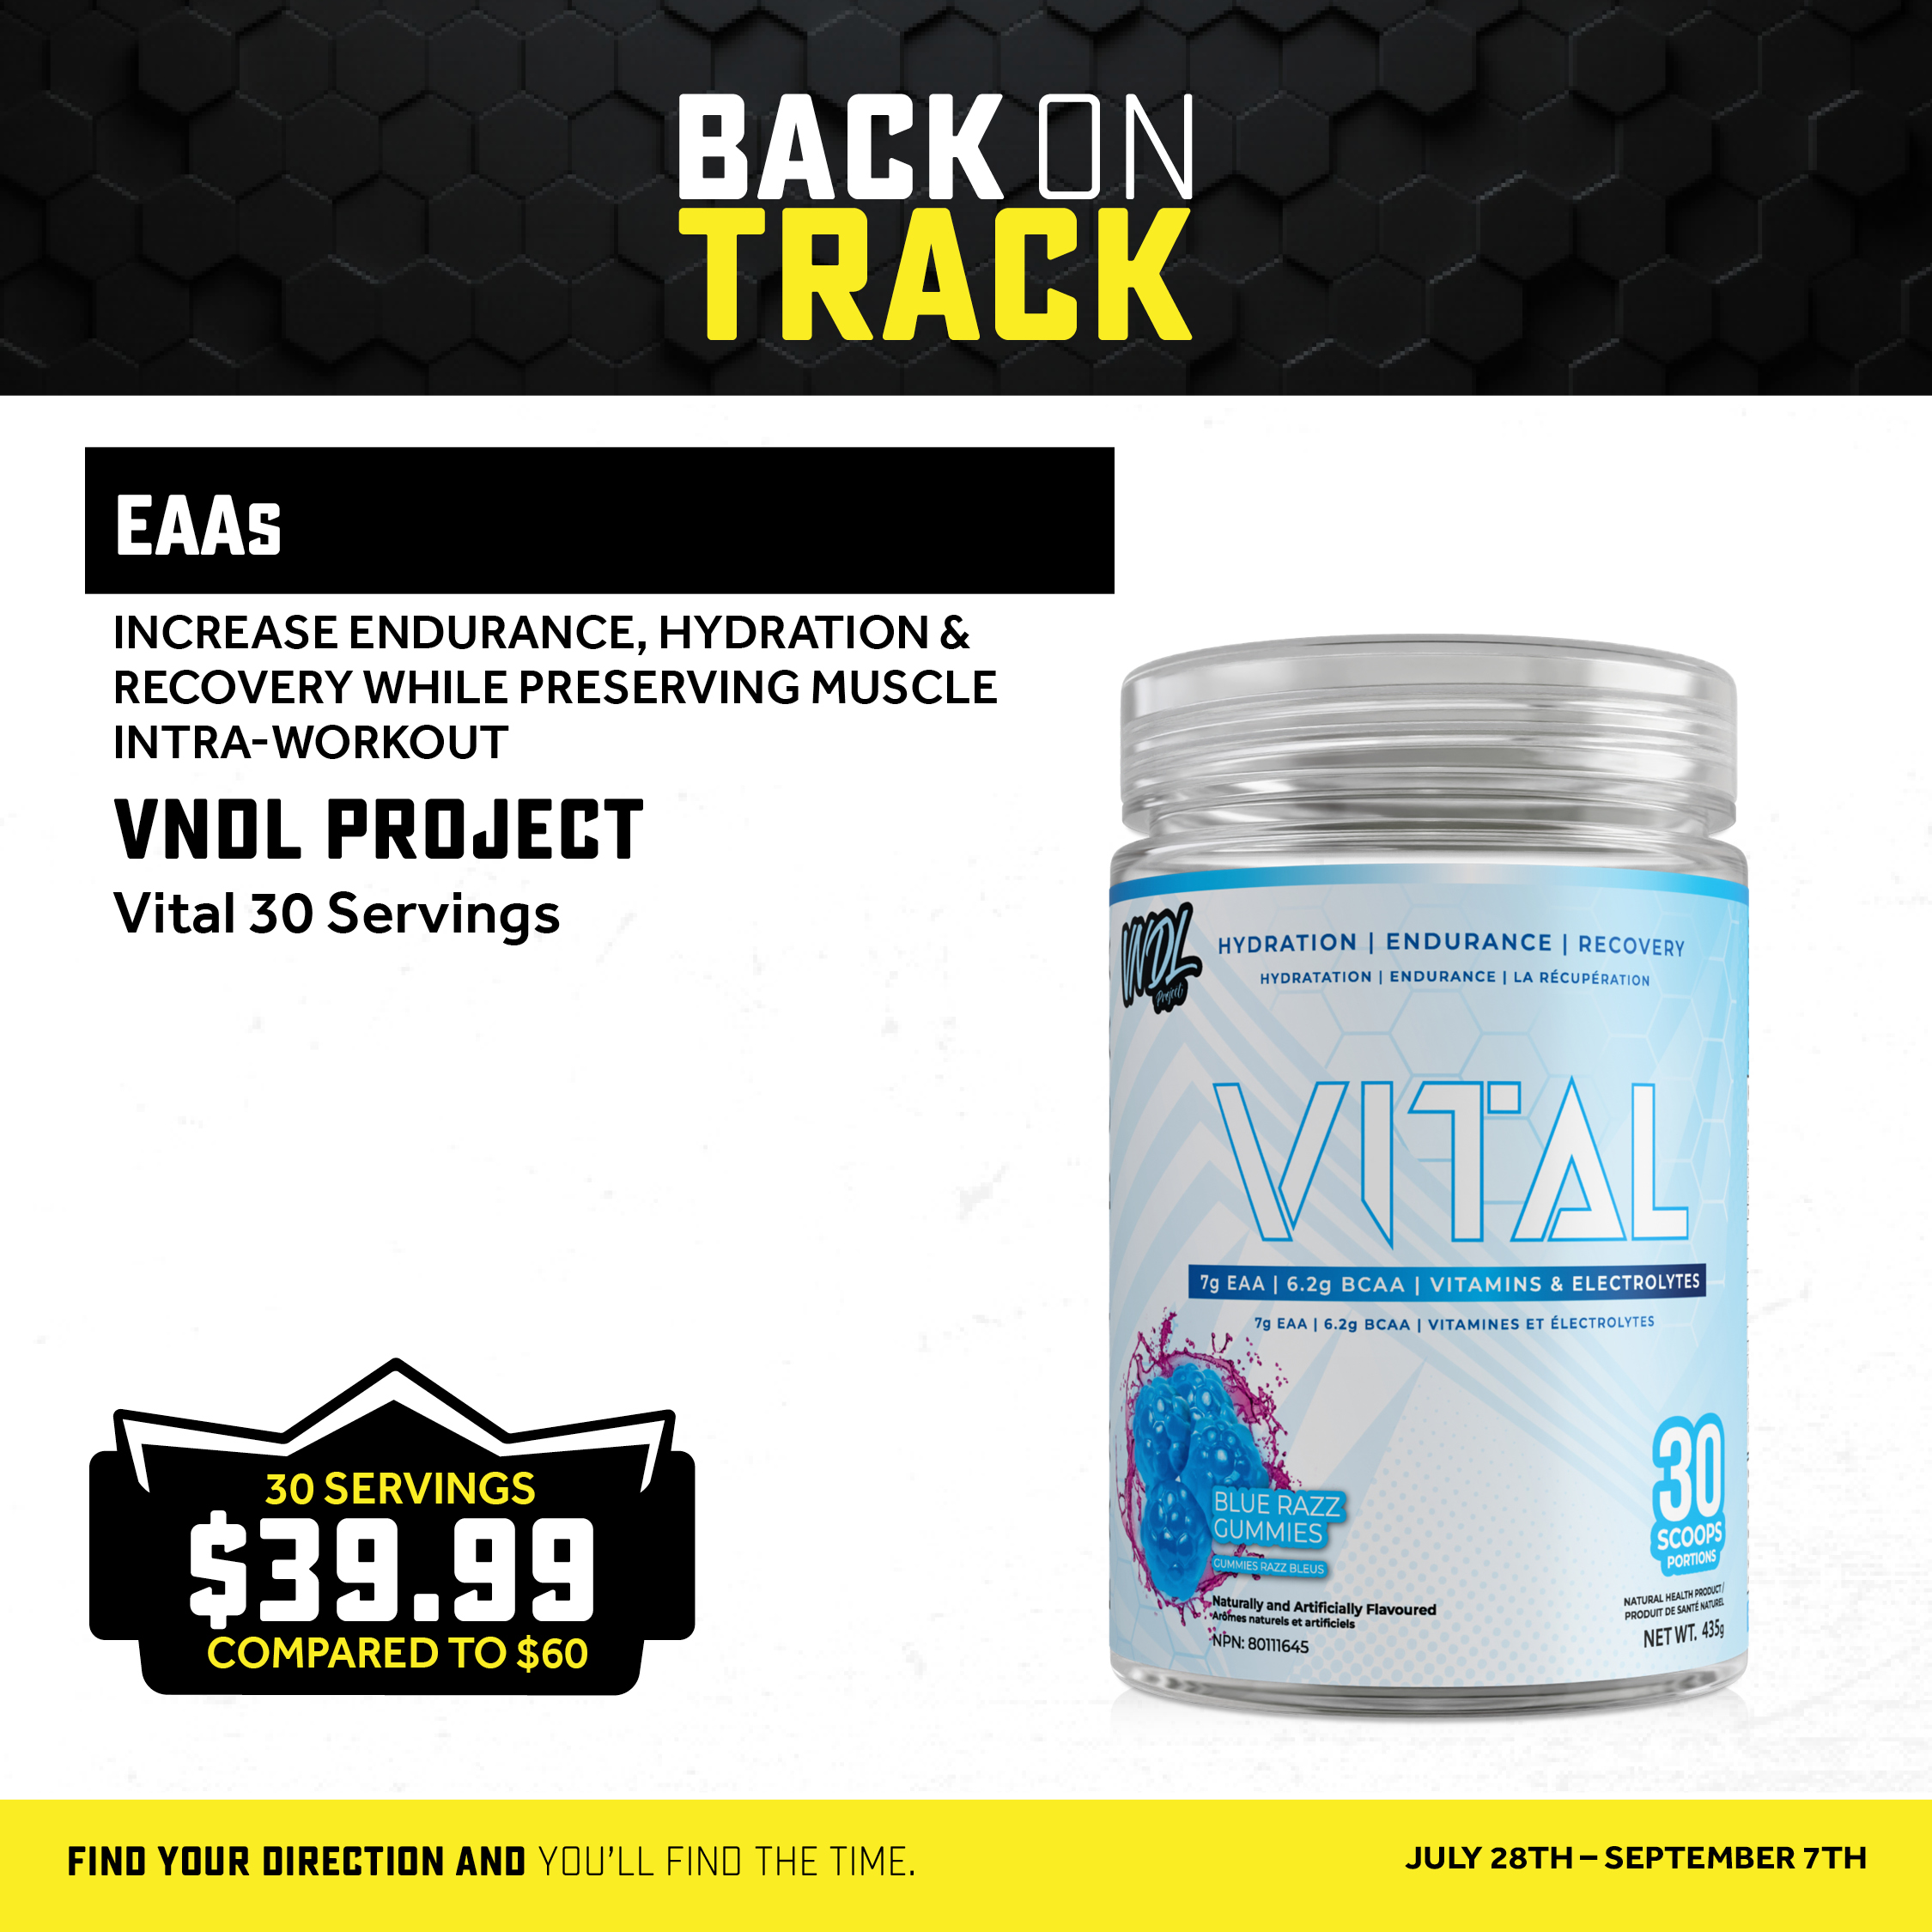 BACK ON
TRACK
EAAs
INCREASE ENDURANCE, HYDRATION &
RECOVERY WHILE PRESERVING MUSCLE
INTRA-WORKOUT
VNDL PROJECT
Vital 30 Servings
VNDL
Project
HYDRATION | ENDURANCE | RECOVERY
HYDRATATION | ENDURANCE | LA RÉCUPÉRATION
VITAL
7g EAA | 6.2g BCAA | VITAMINS & ELECTROLYTES
7g EAA | 6.2g BCAA | VITAMINES ET ÉLECTROLYTES
BLUE RAZZ
GUMMIES
GUMMIES RAZZ BLEUS
Naturally and Artificially Flavoured
Arômes naturels et artificiels
NPN: 80111645
30
SCOOPS
PORTIONS
NATURAL HEALTH PRODUCT /
PRODUIT DE SANTÉ NATUREL
NET WT. 435g
30 SERVINGS
$39.99
COMPARED TO $60
FIND YOUR DIRECTION AND YOU'LL FIND THE TIME.
JULY 28TH – SEPTEMBER 7TH